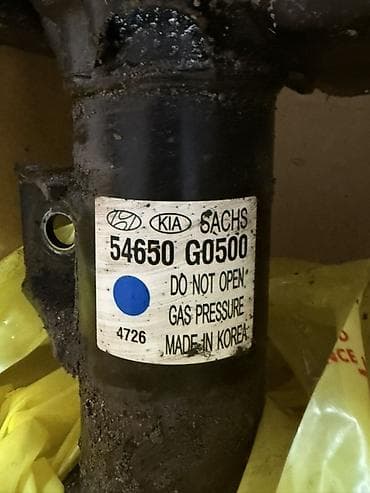 KIA SACHS
54650 G0500
DO NOT OPEN
GAS PRESSURE
4726 MADE IN KOREA